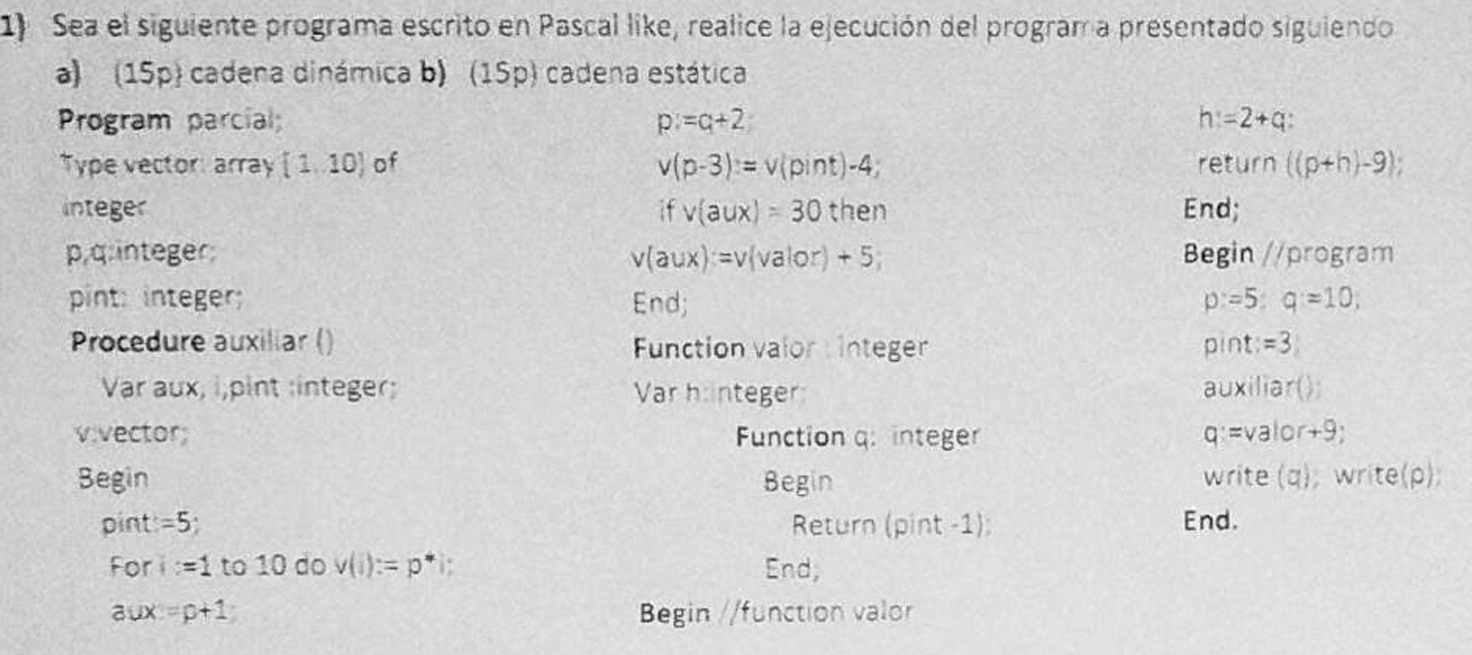 1) Sea el siguiente programa escrito en Pascal like, realice la ejecución del programa presentado siguiendo
a) (15p) cadena dinámica b) (15p) cadena estática
Program parcial;
Type vector: array [1..10] of
integer
p,q:integer;
pint: integer;
Procedure auxiliar ()
Var aux, i,pint :integer;
v:vector;
Begin
pint:=5;
For i :=1 to 10 do v(i):= p*i;
aux:=p+1;
p:=q+2;
v(p-3):= v(pint)-4;
if v(aux) = 30 then
v(aux):=v(valor) + 5;
End;
Function valor : integer
Var h:integer;
Function q: integer
Begin
Return (pint -1);
End;
Begin //function valor
h:=2+q;
return ((p+h)-9);
End;
Begin //program
p:=5; q:=10;
pint:=3;
auxiliar();
q:=valor+9;
write (q); write(p);
End.